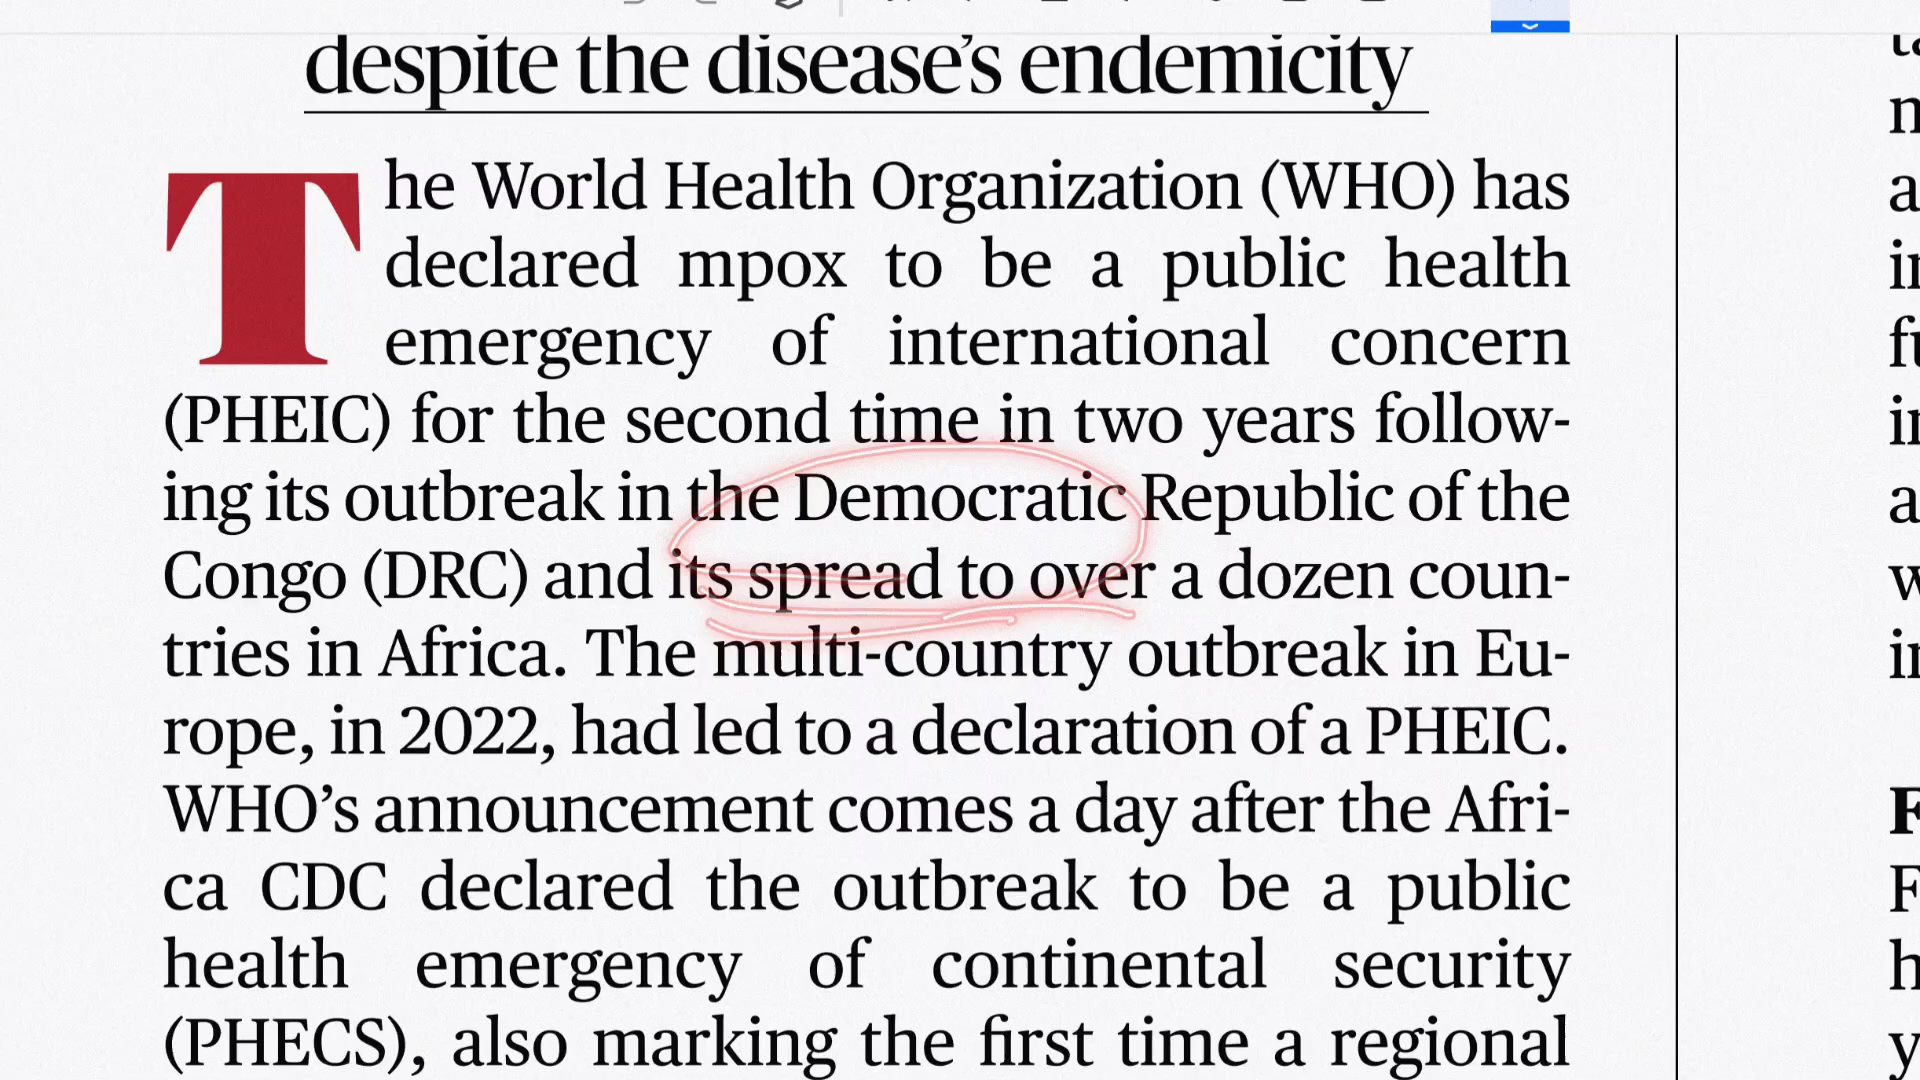 despite the disease's endemicity
The World Health Organization (WHO) has
declared mpox to be a public health
emergency of international concern
(PHEIC) for the second time in two years follow-
ing its outbreak in the Democratic Republic of the
Congo (DRC) and its spread to over a dozen coun-
tries in Africa. The multi-country outbreak in Eu-
rope, in 2022, had led to a declaration of a PHEIC.
WHO's announcement comes a day after the Afri-
ca CDC declared the outbreak to be a public
health emergency of continental security
(PHECS), also marking the first time a regional